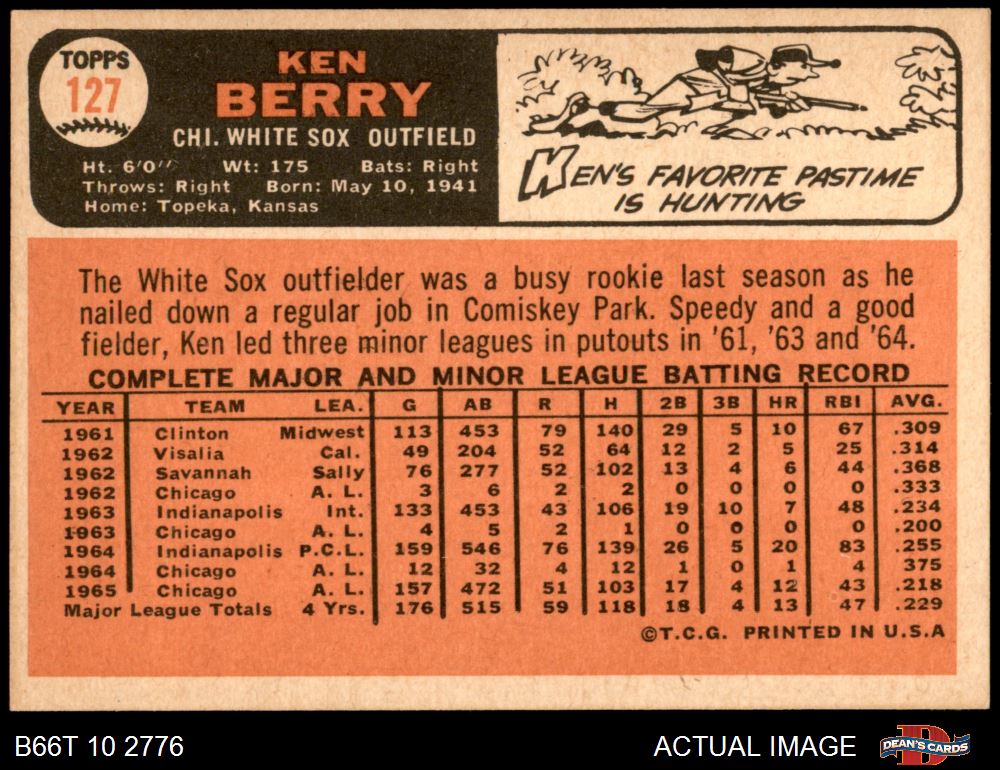 TOPPS
127
KEN
BERRY
CHI. WHITE SOX OUTFIELD
Ht. 6'0" Wt: 175 Bats: Right
Throws: Right Born: May 10, 1941
Home: Topeka, Kansas
KEN'S FAVORITE PASTIME
IS HUNTING
The White Sox outfielder was a busy rookie last season as he
nailed down a regular job in Comiskey Park. Speedy and a good
fielder, Ken led three minor leagues in putouts in '61, '63 and '64.
COMPLETE MAJOR AND MINOR LEAGUE BATTING RECORD
YEAR TEAM LEA. G AB R H 2B 3B HR RBI AVG.
1961 Clinton Midwest 113 453 79 140 29 5 10 67 .309
1962 Visalia Cal. 49 204 52 64 12 2 5 25 .314
1962 Savannah Sally 76 277 52 102 13 4 6 44 .368
1962 Chicago A. L. 3 6 2 2 0 0 0 0 .333
1963 Indianapolis Int. 133 453 43 106 19 10 7 48 .234
1963 Chicago A. L. 4 5 2 1 0 0 0 0 .200
1964 Indianapolis P.C.L. 159 546 76 139 26 5 20 83 .255
1964 Chicago A. L. 12 32 4 12 1 0 1 4 375
1965 Chicago A. L. 157 472 51 103 17 4 12 43 .218
Major League Totals 4 Yrs. 176 515 59 118 18 4 13 47 .229
©T.C.G. PRINTED IN U.S.A
B66T 10 2776
ACTUAL IMAGE
DEAN'S CARDS